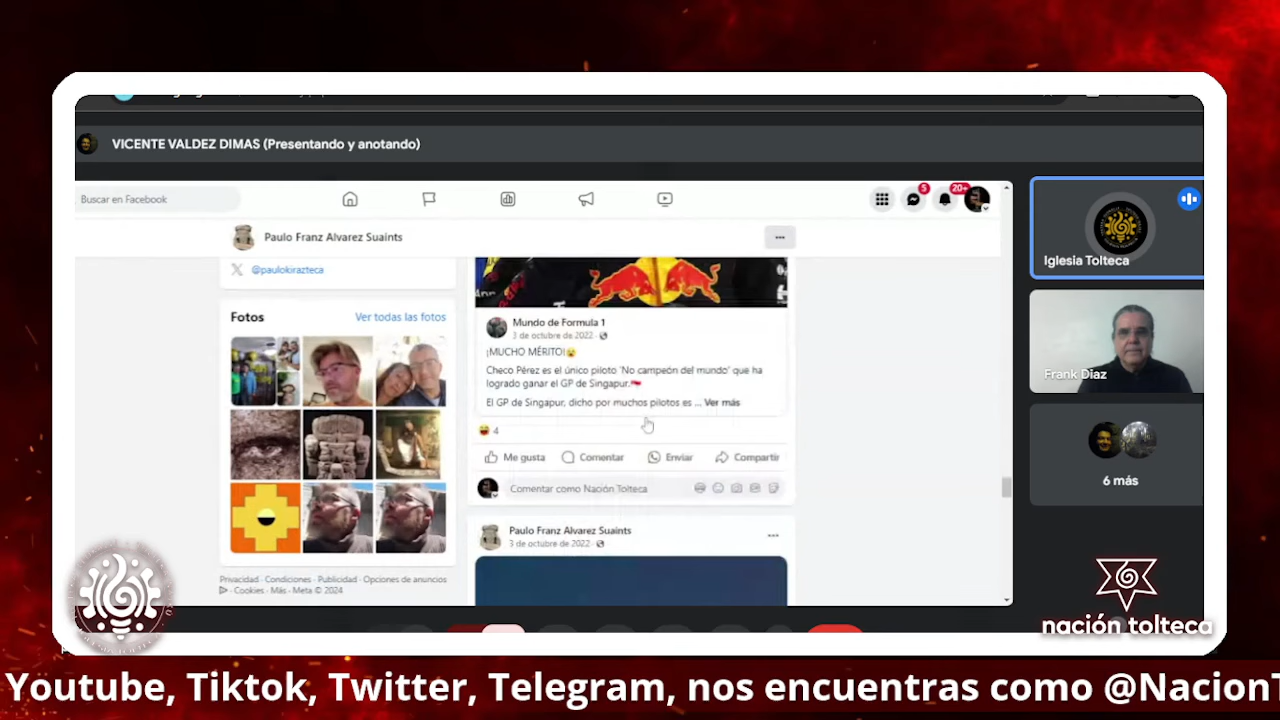 VICENTE VALDEZ DIMAS (Presentando y anotando)
Buscar en Facebook
5
20+
Paulo Franz Alvarez Suaints
@paulokirazteca
Fotos
Ver todas las fotos
Privacidad · Condiciones · Publicidad · Opciones de anuncios
· Cookies · Más · Meta © 2024
Mundo de Formula 1
3 de octubre de 2022 ·
¡MUCHO MÉRITO!😮
Checo Pérez es el único piloto 'No campeón del mundo' que ha
logrado ganar el GP de Singapur.🇸🇬
El GP de Singapur, dicho por muchos pilotos es ... Ver más
4
Me gusta
Comentar
Enviar
Compartir
Comentar como Nación Tolteca
Paulo Franz Alvarez Suaints
3 de octubre de 2022 ·
Iglesia Tolteca
Frank Diaz
6 más
nación tolteca
Youtube, Tiktok, Twitter, Telegram, nos encuentras como @NacionT